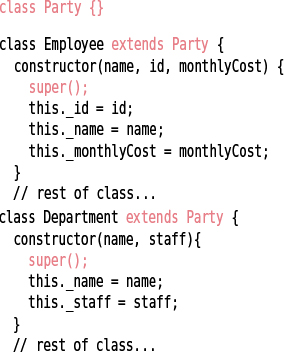 class Party {}
class Employee extends Party {
constructor(name, id, monthlyCost) {
super();
this._id = id;
this._name = name;
this._monthlyCost = monthlyCost;
}
// rest of class...
class Department extends Party {
constructor(name, staff){
super();
this._name = name;
this._staff = staff;
}
// rest of class...